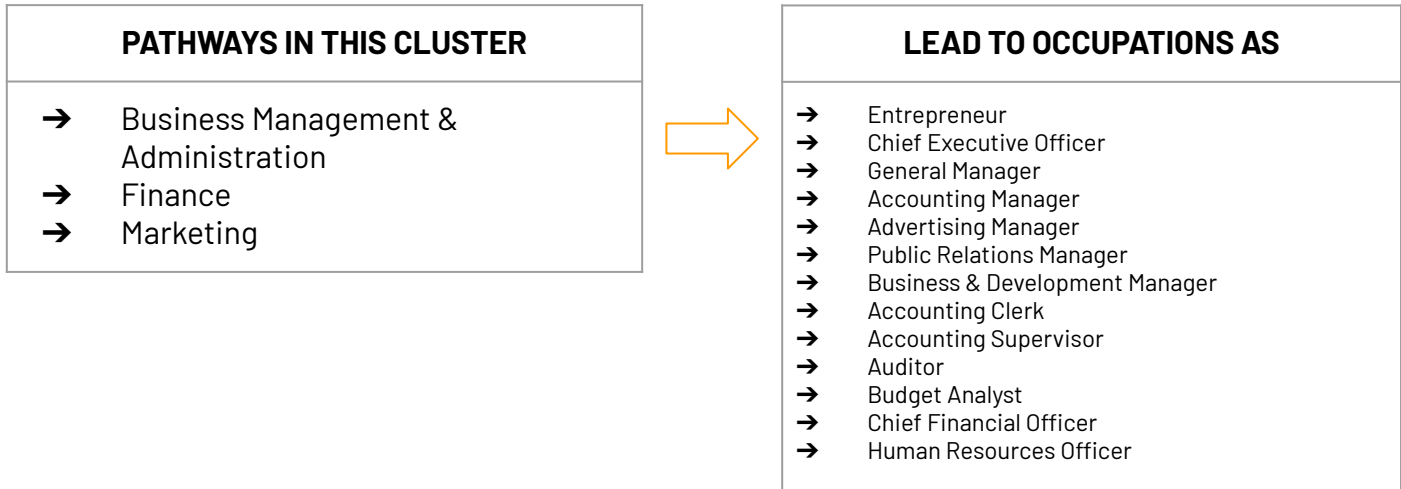 PATHWAYS IN THIS CLUSTER
➔ Business Management &
Administration
➔ Finance
➔ Marketing
LEAD TO OCCUPATIONS AS
➔ Entrepreneur
➔ Chief Executive Officer
➔ General Manager
➔ Accounting Manager
➔ Advertising Manager
➔ Public Relations Manager
➔ Business & Development Manager
➔ Accounting Clerk
➔ Accounting Supervisor
➔ Auditor
➔ Budget Analyst
➔ Chief Financial Officer
➔ Human Resources Officer